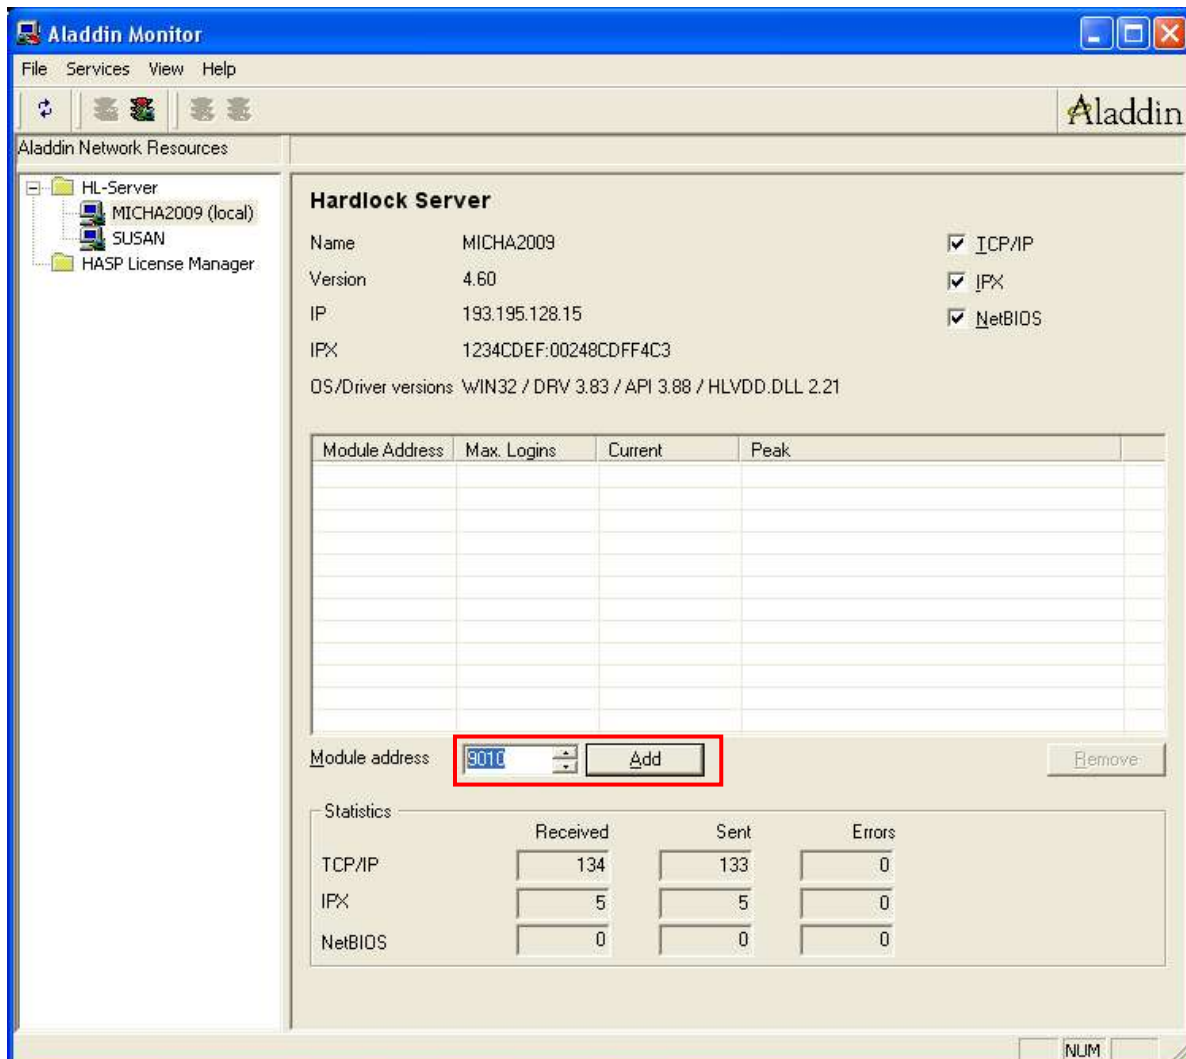 Aladdin Monitor
File Services View Help
Aladdin
Aladdin Network Resources
HL-Server
MICHA2009 (local)
SUSAN
HASP License Manager
Hardlock Server
Name MICHA2009 TCP/IP
Version 4.60 IPX
IP 193.195.128.15 NetBIOS
IPX 1234CDEF:00248CDFF4C3
OS/Driver versions WIN32 / DRV 3.83 / API 3.88 / HLVDD.DLL 2.21
Module Address Max. Logins Current Peak
Module address 9010 Add Remove
Statistics
Received Sent Errors
TCP/IP 134 133 0
IPX 5 5 0
NetBIOS 0 0 0
NUM